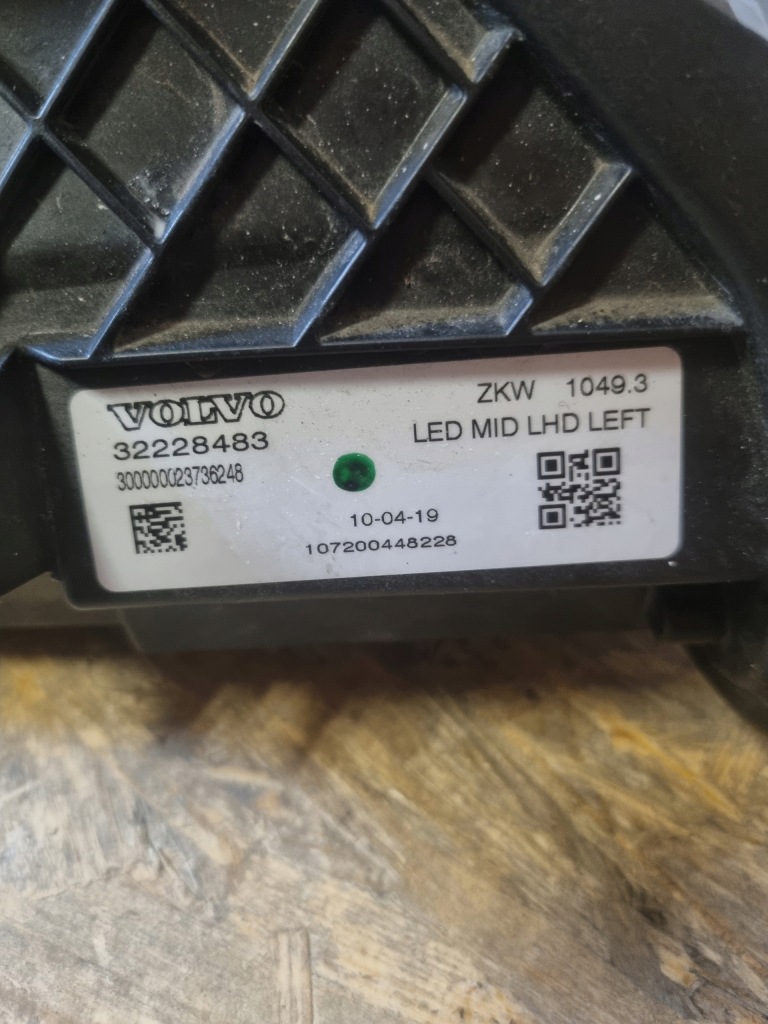 VOLVO
32228483
300000023736248
ZKW 1049.3
LED MID LHD LEFT
10-04-19
107200448228